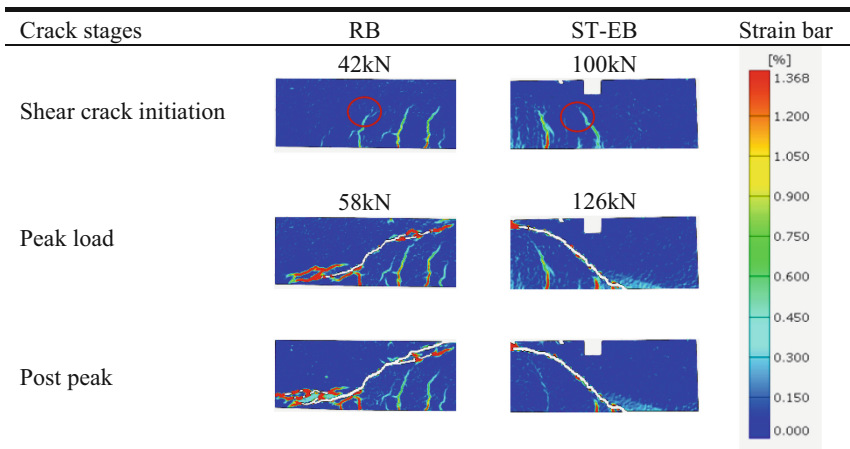 Crack stages RB ST-EB Strain bar
42kN 100kN [%]
1.368
Shear crack initiation
1.200
1.050
58kN 126kN
0.900
Peak load
0.750
0.600
0.450
0.300
Post peak
0.150
0.000